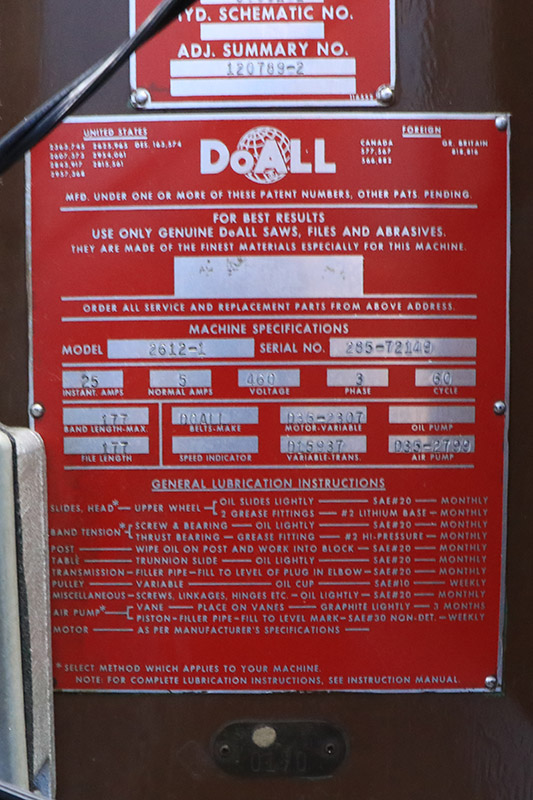 HYD. SCHEMATIC NO.
ADJ. SUMMARY NO.
120789-2
UNITED STATES
FOREIGN
DES. 163,574
CANADA
GR. BRITAIN
DoALL
MFD. UNDER ONE OR MORE OF THESE PATENT NUMBERS, OTHER PATS. PENDING.
FOR BEST RESULTS
USE ONLY GENUINE DoALL SAWS, FILES AND ABRASIVES.
THEY ARE MADE OF THE FINEST MATERIALS ESPECIALLY FOR THIS MACHINE.
ORDER ALL SERVICE AND REPLACEMENT PARTS FROM ABOVE ADDRESS.
MACHINE SPECIFICATIONS
MODEL 2612-1 SERIAL NO. 285-72149
25 5 460 3 60
INSTANT. AMPS NORMAL AMPS VOLTAGE PHASE CYCLE
177 DOALL D35-2307
BAND LENGTH-MAX. BELTS-MAKE MOTOR-VARIABLE OIL PUMP
177 D15937 D35-2799
FILE LENGTH SPEED INDICATOR VARIABLE-TRANS. AIR PUMP
GENERAL LUBRICATION INSTRUCTIONS
SLIDES, HEAD* — UPPER WHEEL OIL SLIDES LIGHTLY — SAE#20 — MONTHLY
2 GREASE FITTINGS — #2 LITHIUM BASE — MONTHLY
BAND TENSION* SCREW & BEARING — OIL LIGHTLY — SAE#20 — MONTHLY
THRUST BEARING — GREASE FITTING — #2 HI-PRESSURE — MONTHLY
POST — WIPE OIL ON POST AND WORK INTO BLOCK — SAE#20 — MONTHLY
TABLE — TRUNNION SLIDE — OIL LIGHTLY — SAE#20 — MONTHLY
TRANSMISSION — FILLER PIPE — FILL TO LEVEL OF PLUG IN ELBOW — SAE#20 — MONTHLY
PULLEY — VARIABLE — OIL CUP — SAE#10 — WEEKLY
MISCELLANEOUS — SCREWS, LINKAGES, HINGES ETC. — OIL LIGHTLY — SAE#20 — MONTHLY
AIR PUMP* VANE — PLACE ON VANES — GRAPHITE LIGHTLY — 3 MONTHS
PISTON — FILLER PIPE — FILL TO LEVEL MARK — SAE#30 NON-DET. — WEEKLY
MOTOR — AS PER MANUFACTURER'S SPECIFICATIONS —
*SELECT METHOD WHICH APPLIES TO YOUR MACHINE.
NOTE: FOR COMPLETE LUBRICATION INSTRUCTIONS, SEE INSTRUCTION MANUAL.